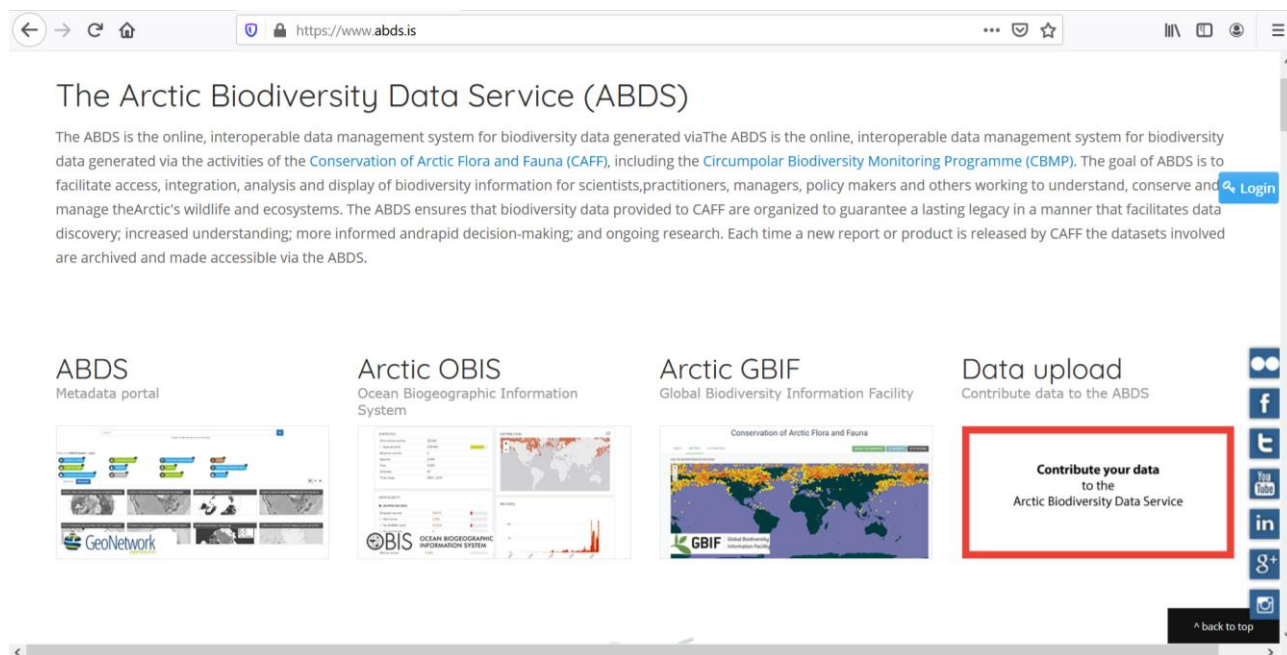 https://www.abds.is
The Arctic Biodiversity Data Service (ABDS)
The ABDS is the online, interoperable data management system for biodiversity data generated viaThe ABDS is the online, interoperable data management system for biodiversity
data generated via the activities of the Conservation of Arctic Flora and Fauna (CAFF), including the Circumpolar Biodiversity Monitoring Programme (CBMP). The goal of ABDS is to
facilitate access, integration, analysis and display of biodiversity information for scientists,practitioners, managers, policy makers and others working to understand, conserve and
Login
manage theArctic's wildlife and ecosystems. The ABDS ensures that biodiversity data provided to CAFF are organized to guarantee a lasting legacy in a manner that facilitates data
discovery; increased understanding; more informed andrapid decision-making; and ongoing research. Each time a new report or product is released by CAFF the datasets involved
are archived and made accessible via the ABDS.
ABDS
Metadata portal
GeoNetwork
Arctic OBIS
Ocean Biogeographic Information
System
OBIS
OCEAN BIOGEOGRAPHIC
INFORMATION SYSTEM
Arctic GBIF
Global Biodiversity Information Facility
Conservation of Arctic Flora and Fauna
GBIF
Global Biodiversity
Information Facility
Data upload
Contribute data to the ABDS
Contribute your data
to the
Arctic Biodiversity Data Service
f
t
You
Tube
in
g+
^ back to top